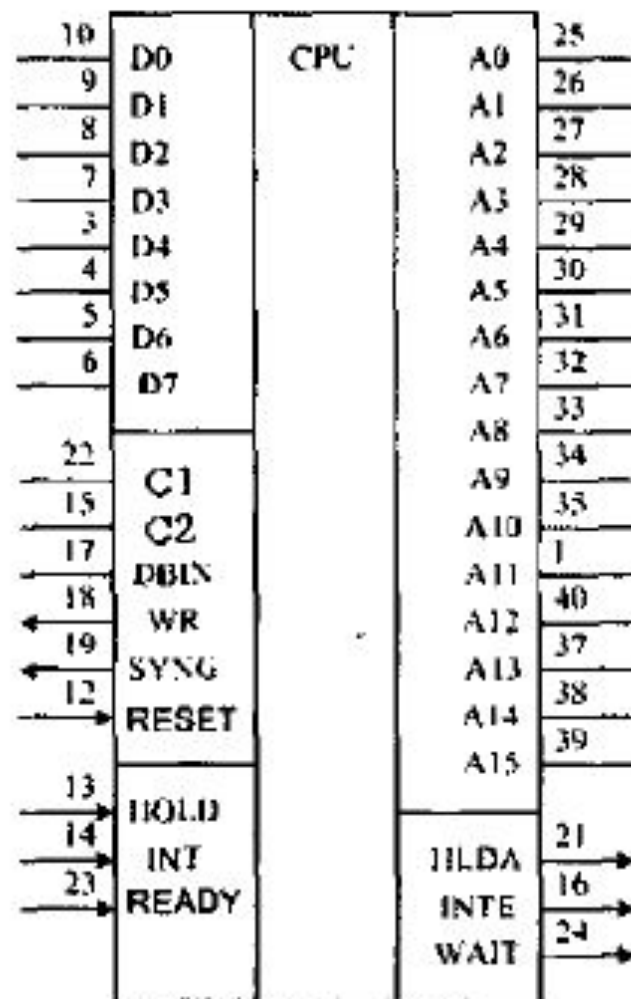 10 D0 CPU A0 25
9 D1 A1 26
8 D2 A2 27
7 D3 A3 28
3 D4 A4 29
4 D5 A5 30
5 D6 A6 31
6 D7 A7 32
A8 33
22 C1 A9 34
15 C2 A10 35
17 DBIN A11 1
18 WR A12 40
19 SYNG A13 37
12 RESET A14 38
A15 39
13 HOLD
14 INT HLDA 21
23 READY INTE 16
WAIT 24